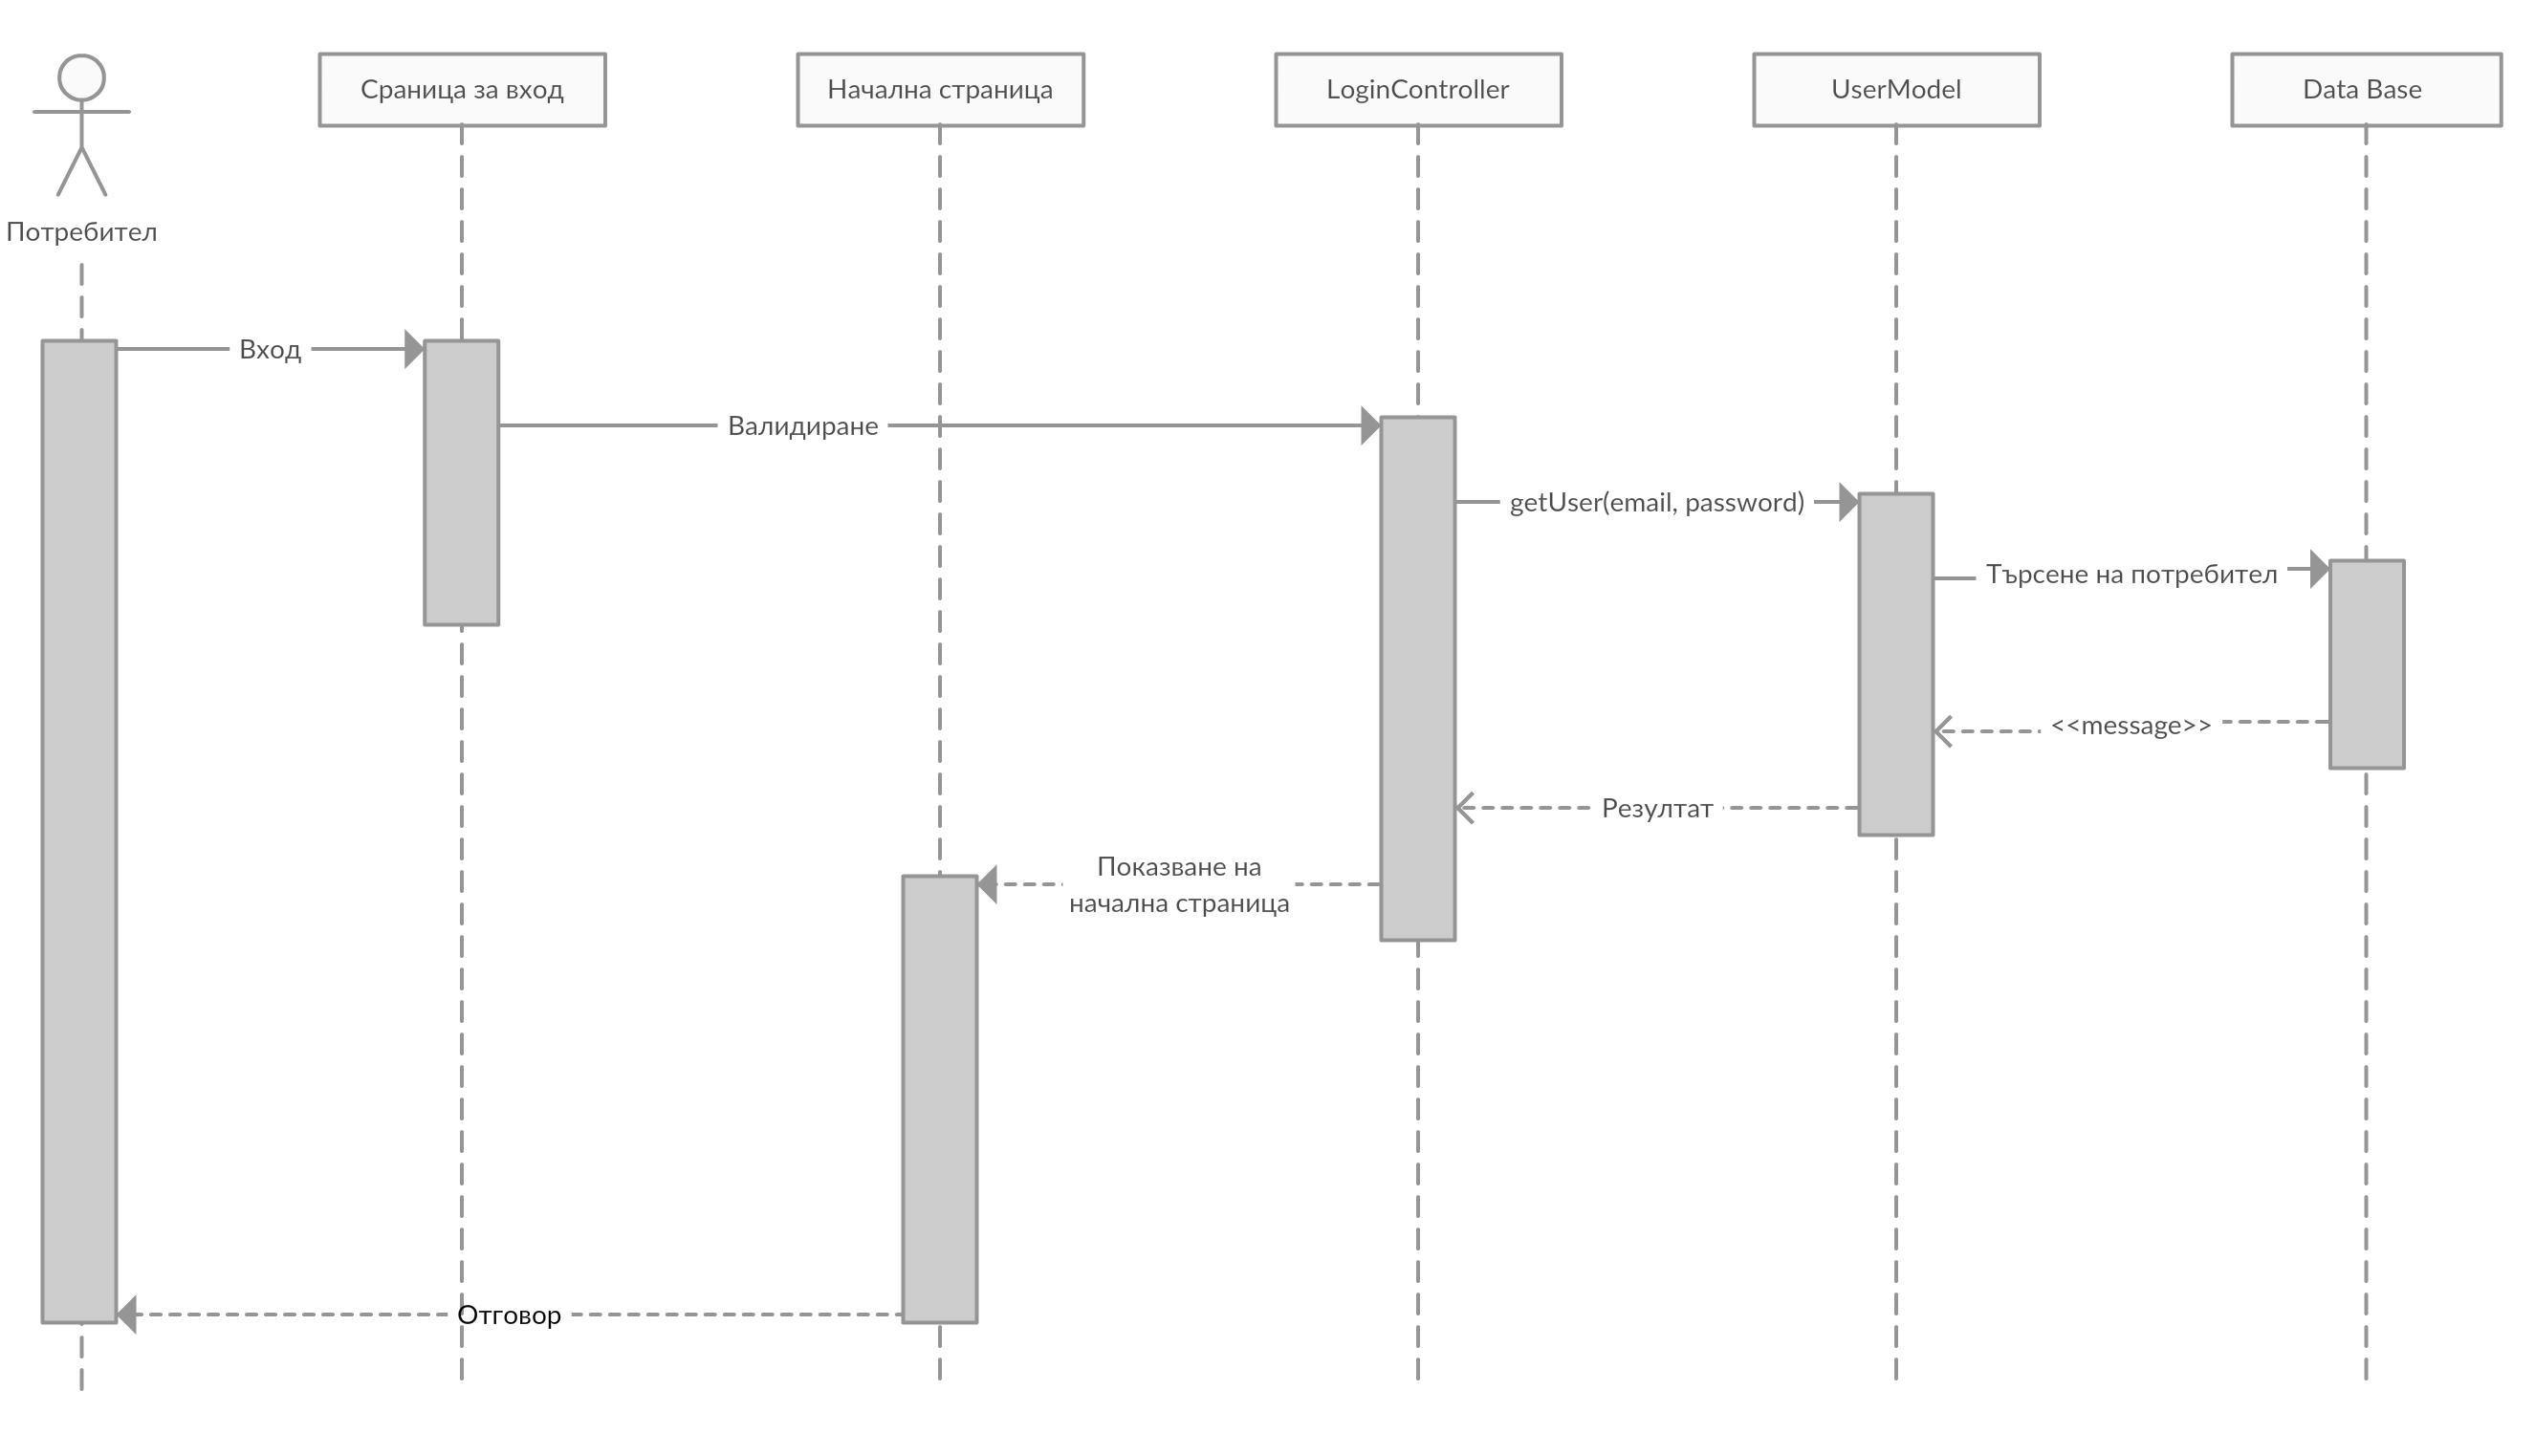 Сраница за вход
Начална страница
LoginController
UserModel
Data Base
Потребител
Вход
Валидиране
getUser(email, password)
Търсене на потребител
<<message>>
Резултат
Показване на
начална страница
Отговор